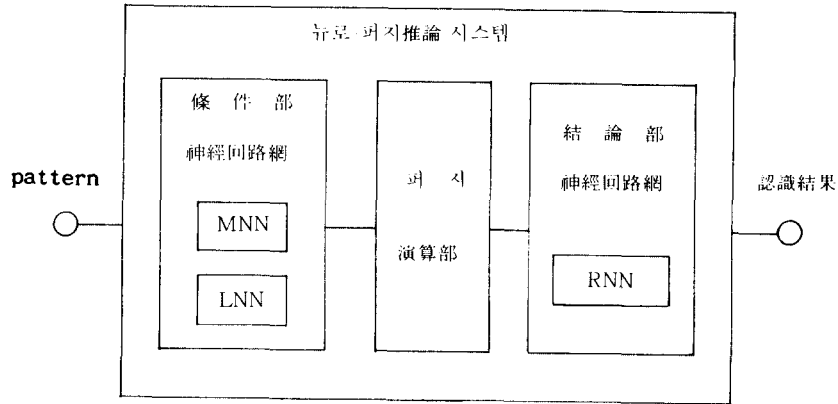 뉴로 퍼지推論 시스템
條 件 部
神經回路網
MNN
LNN
퍼 지
演算部
結 論 部
神經回路網
RNN
pattern
認識結果